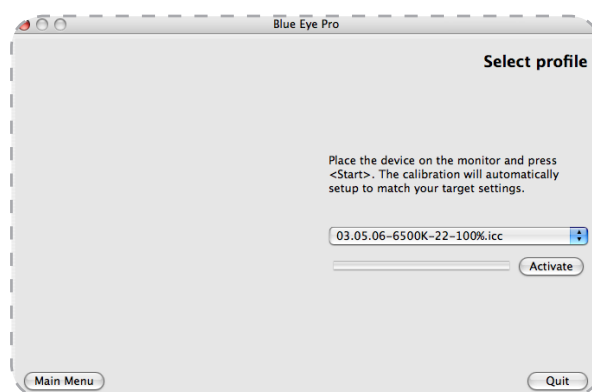 Blue Eye Pro
Select profile
Place the device on the monitor and press
<Start>. The calibration will automatically
setup to match your target settings.
03.05.06-6500K-22-100%.icc
Activate
Main Menu
Quit